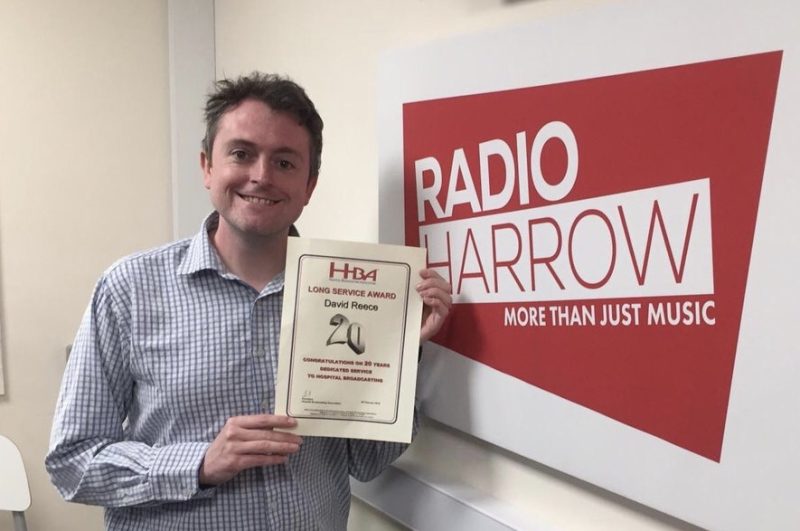 HBA
LONG SERVICE AWARD
David Reece
20
CONGRATULATIONS ON 20 YEARS
DEDICATED SERVICE
TO HOSPITAL BROADCASTING
RADIO
HARROW
MORE THAN JUST MUSIC